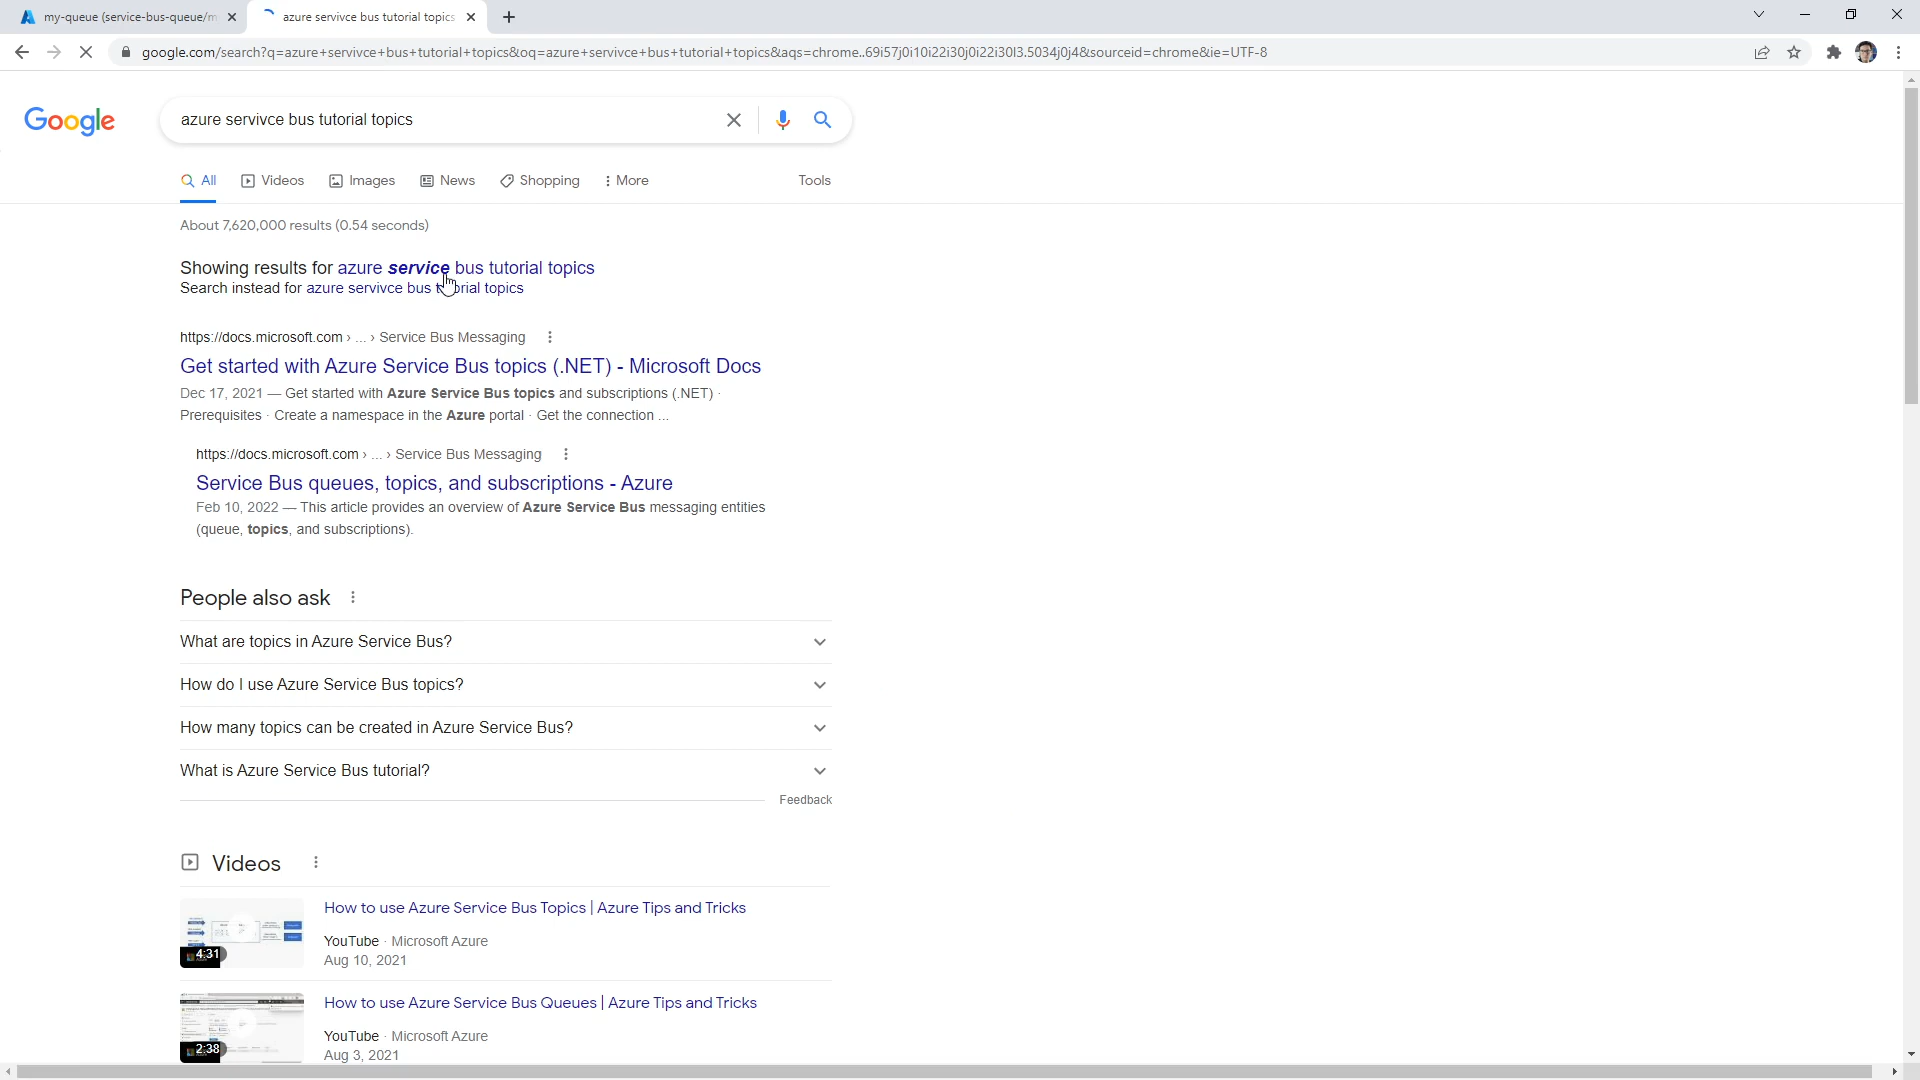 my-queue (service-bus-queue/m
azure servivce bus tutorial topics
google.com/search?q=azure+servivce+bus+tutorial+topics&oq=azure+servivce+bus+tutorial+topics&aqs=chrome..69i57j0i10i22i30j0i22i30l3.5034j0j4&sourceid=chrome&ie=UTF-8
Google
azure servivce bus tutorial topics
All Videos Images News Shopping More Tools
About 7,620,000 results (0.54 seconds)
Showing results for azure service bus tutorial topics
Search instead for azure servivce bus tutorial topics
https://docs.microsoft.com › ... › Service Bus Messaging
Get started with Azure Service Bus topics (.NET) - Microsoft Docs
Dec 17, 2021 — Get started with Azure Service Bus topics and subscriptions (.NET) ·
Prerequisites · Create a namespace in the Azure portal · Get the connection ...
https://docs.microsoft.com › ... › Service Bus Messaging
Service Bus queues, topics, and subscriptions - Azure
Feb 10, 2022 — This article provides an overview of Azure Service Bus messaging entities
(queue, topics, and subscriptions).
People also ask
What are topics in Azure Service Bus?
How do I use Azure Service Bus topics?
How many topics can be created in Azure Service Bus?
What is Azure Service Bus tutorial?
Feedback
Videos
How to use Azure Service Bus Topics | Azure Tips and Tricks
YouTube · Microsoft Azure
4:31
Aug 10, 2021
How to use Azure Service Bus Queues | Azure Tips and Tricks
YouTube · Microsoft Azure
2:38
Aug 3, 2021